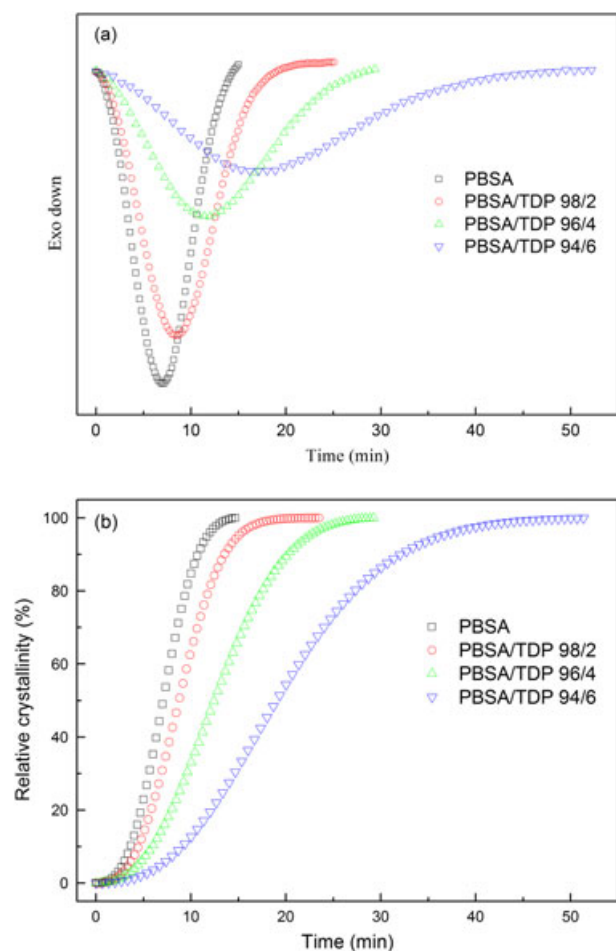 (a)
Exo down
PBSA
PBSA/TDP 98/2
PBSA/TDP 96/4
PBSA/TDP 94/6
0 10 20 30 40 50
Time (min)
(b)
100
80
60
40
20
0
Relative crystallinity (%)
PBSA
PBSA/TDP 98/2
PBSA/TDP 96/4
PBSA/TDP 94/6
0 10 20 30 40 50
Time (min)